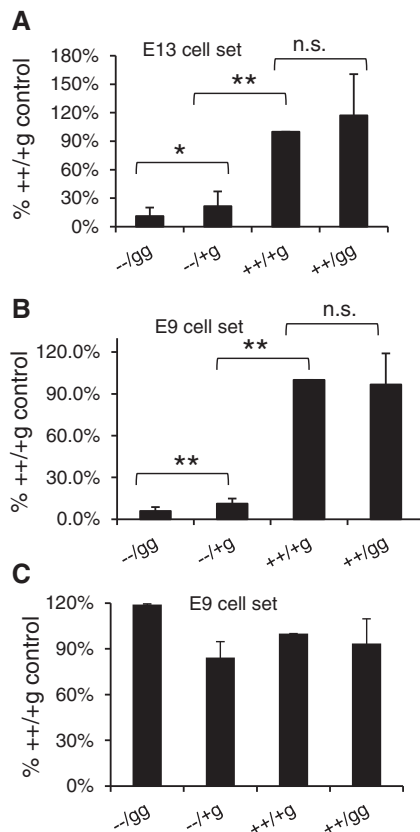 A
E13 cell set
n.s.
**
*
% ++/+g control
180%
150%
120%
90%
60%
30%
0%
--/gg
--/+g
++/+g
++/gg
B
E9 cell set
n.s.
**
**
% ++/+g control
120.0%
90.0%
60.0%
30.0%
0.0%
--/gg
--/+g
++/+g
++/gg
C
E9 cell set
% ++/+g control
120%
90%
60%
30%
0%
--/gg
--/+g
++/+g
++/gg